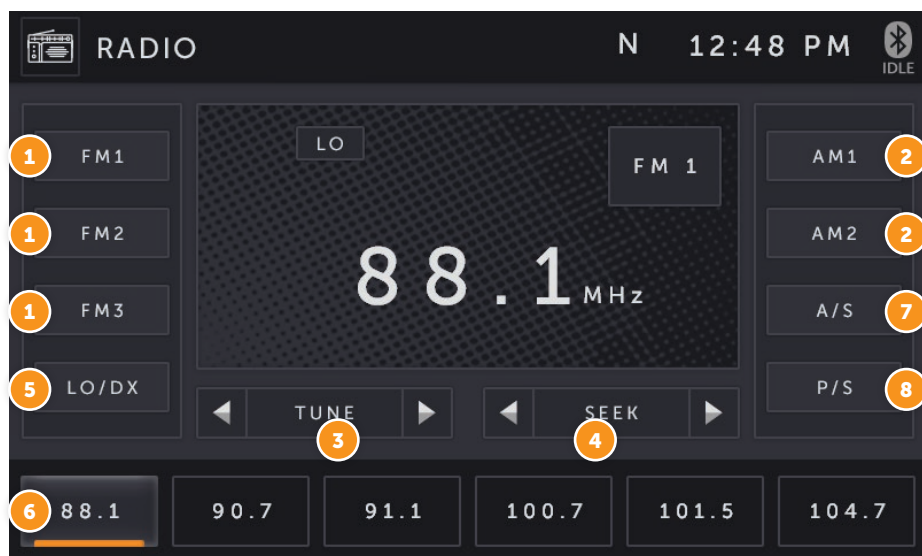 RADIO N 12:48 PM
IDLE
1 FM1
1 FM2
1 FM3
5 LO/DX
LO
FM 1
88.1 MHz
AM1 2
AM2 2
A/S 7
P/S 8
TUNE
3
SEEK
4
6 88.1 90.7 91.1 100.7 101.5 104.7